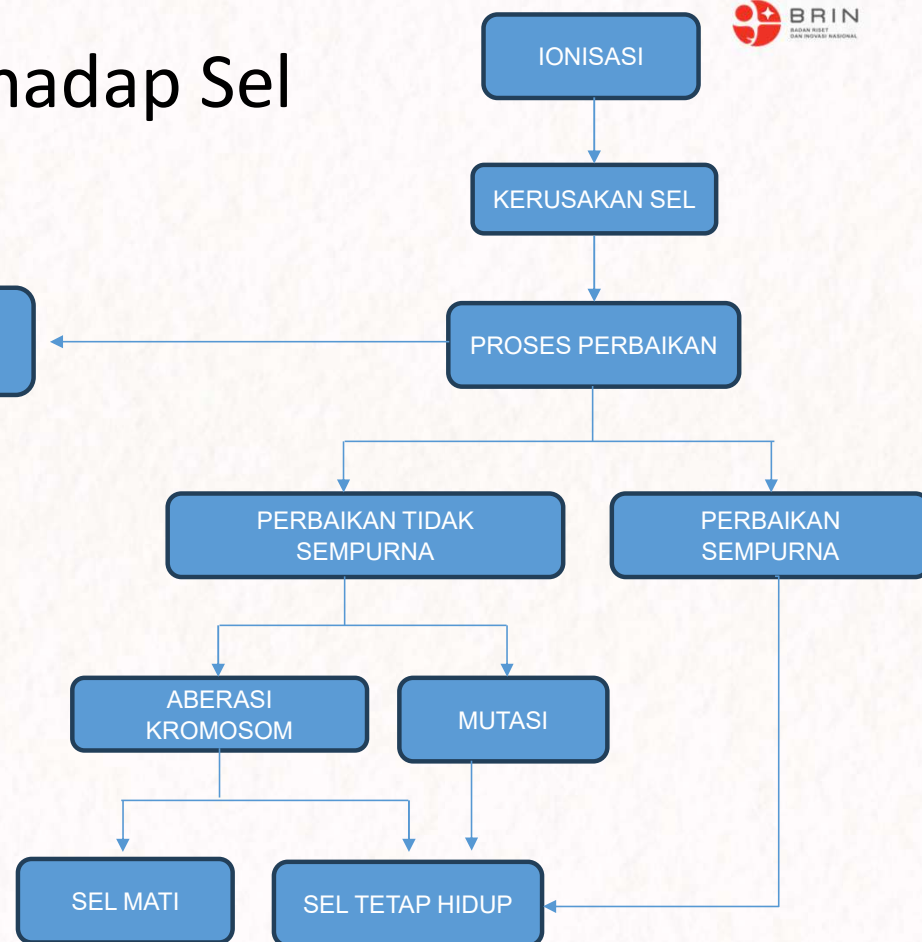 hadap Sel
BRIN
BADAN RISET
DAN INOVASI NASIONAL
IONISASI
KERUSAKAN SEL
PROSES PERBAIKAN
PERBAIKAN TIDAK
SEMPURNA
PERBAIKAN
SEMPURNA
ABERASI
KROMOSOM
MUTASI
SEL MATI
SEL TETAP HIDUP